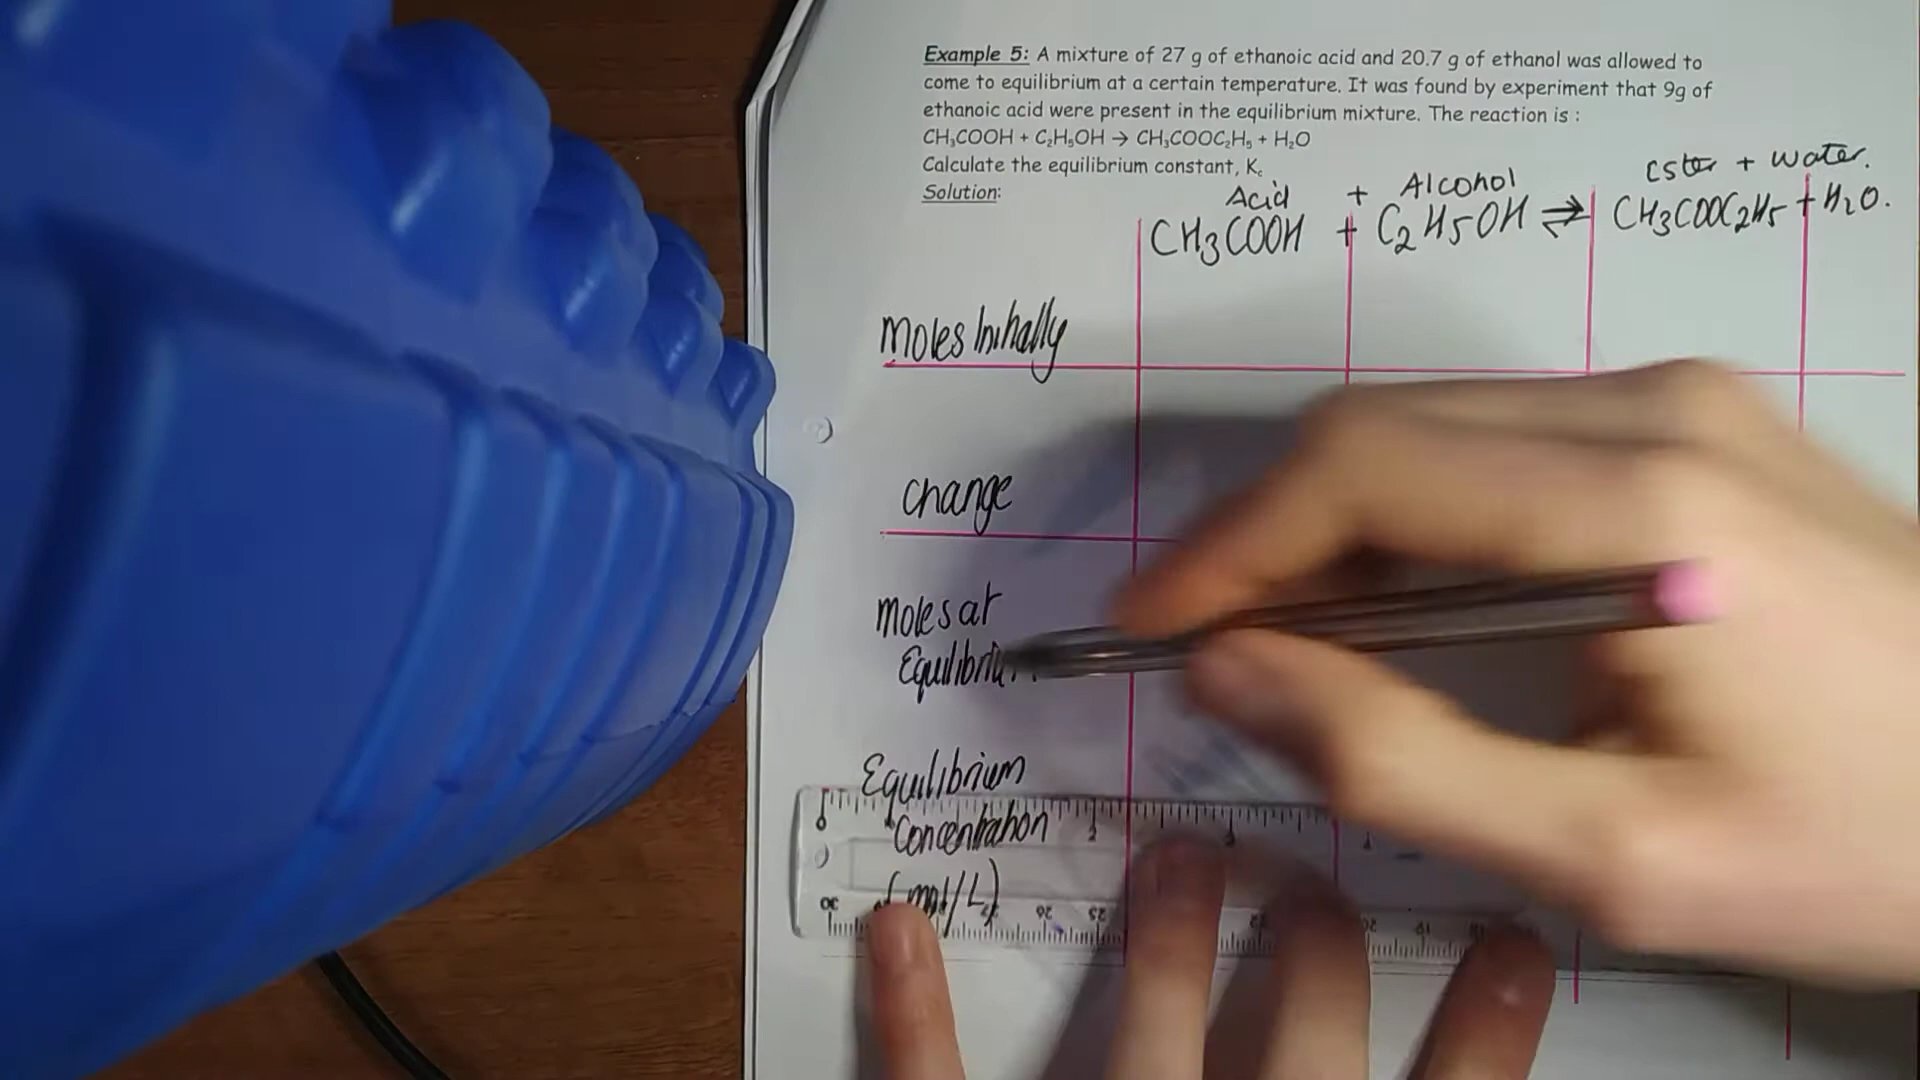 Example 5: A mixture of 27 g of ethanoic acid and 20.7 g of ethanol was allowed to
come to equilibrium at a certain temperature. It was found by experiment that 9g of
ethanoic acid were present in the equilibrium mixture. The reaction is :
CH₃COOH + C₂H₅OH → CH₃COOC₂H₅ + H₂O
Calculate the equilibrium constant, Kc
Solution:
Acid + Alcohol Ester + water.
CH₃COOH + C₂H₅OH ⇌ CH₃COOC₂H₅ + H₂O.
Moles Initially
Change
Moles at
Equilibrium
Equilibrium
Concentration
(mol/L)